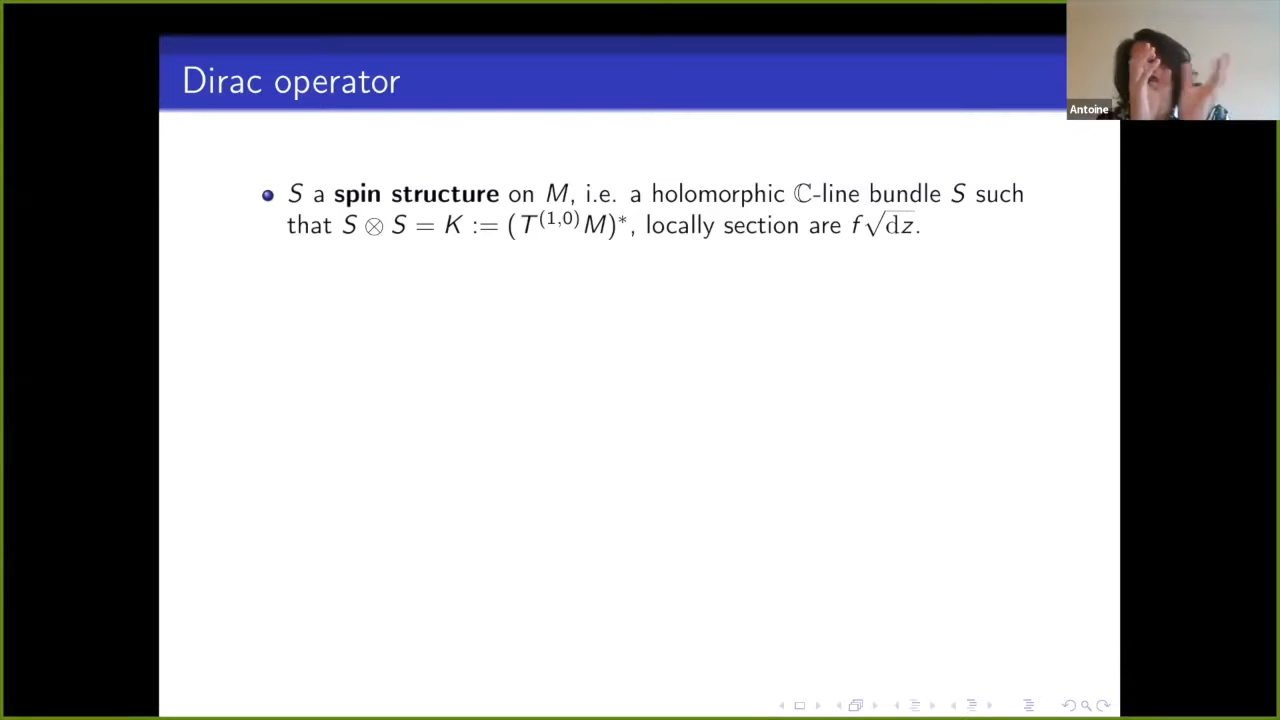 Dirac operator
Antoine
S a spin structure on M, i.e. a holomorphic ℂ-line bundle S such
that S ⊗ S = K := (T^(1,0)M)*, locally section are f√dz.